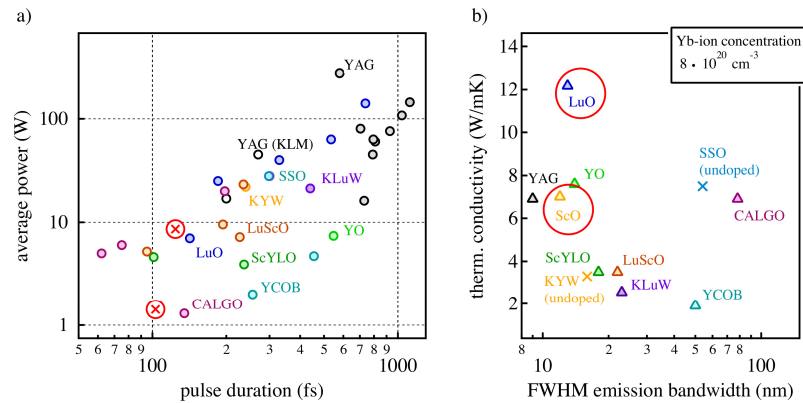 a)
average power (W)
100
10
1
YAG
YAG (KLM)
SSO
KLuW
KYW
LuScO
YO
LuO
ScYLO
YCOB
CALGO
5 6 7 8 9 2 3 4 5 6 7 8 9
100 1000
pulse duration (fs)
b)
Yb-ion concentration
8 • 10²⁰ cm⁻³
therm. conductivity (W/mK)
14
12
10
8
6
4
2
LuO
SSO
(undoped)
YAG
YO
ScO
CALGO
ScYLO
LuScO
KYW
(undoped)
KLuW
YCOB
8 9 2 3 4 5 6 7 8 9
10 100
FWHM emission bandwidth (nm)